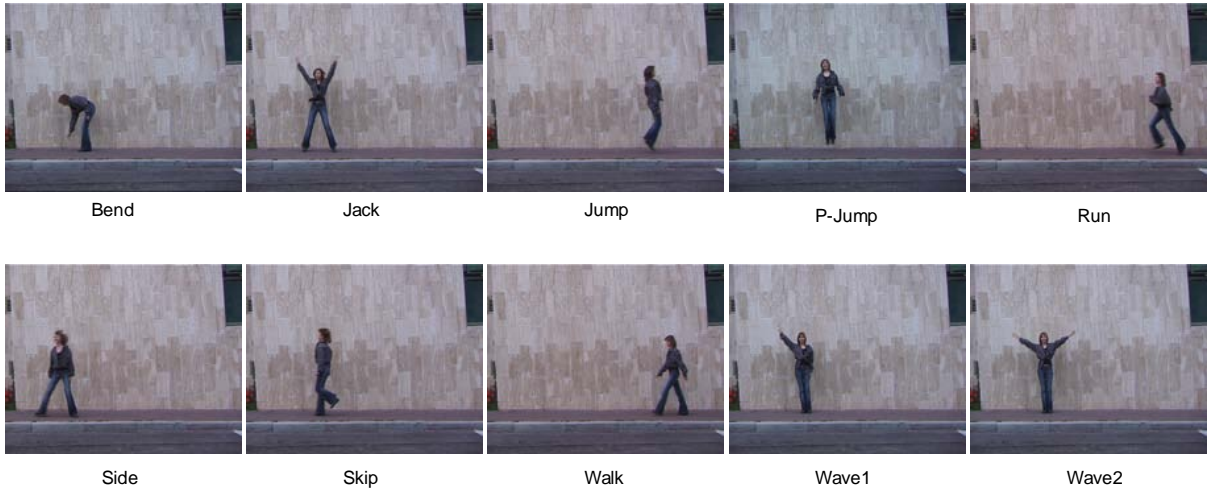 Bend
Jack
Jump
P-Jump
Run
Side
Skip
Walk
Wave1
Wave2